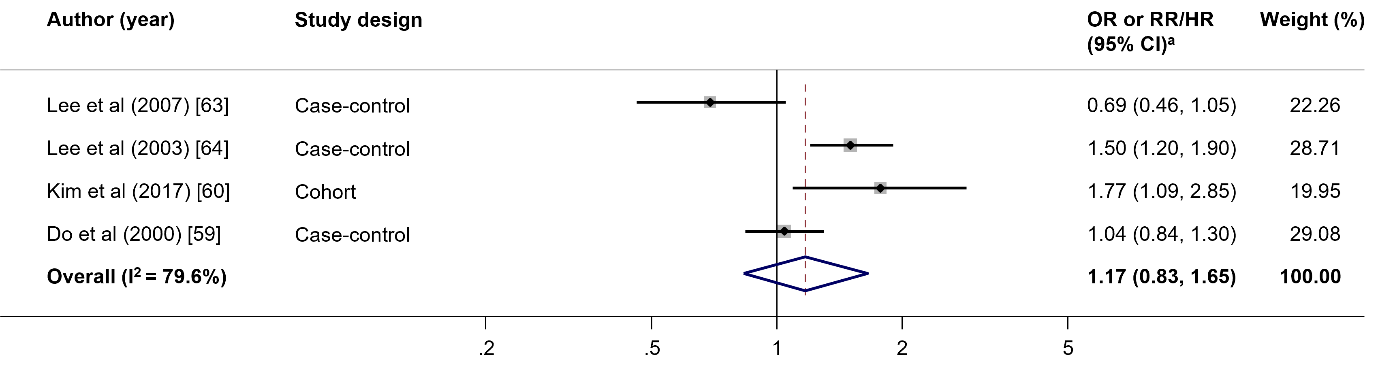 Author (year) Study design OR or RR/HR Weight (%)
(95% CI)ᵃ
Lee et al (2007) [63] Case-control 0.69 (0.46, 1.05) 22.26
Lee et al (2003) [64] Case-control 1.50 (1.20, 1.90) 28.71
Kim et al (2017) [60] Cohort 1.77 (1.09, 2.85) 19.95
Do et al (2000) [59] Case-control 1.04 (0.84, 1.30) 29.08
Overall (I² = 79.6%) 1.17 (0.83, 1.65) 100.00
.2 .5 1 2 5